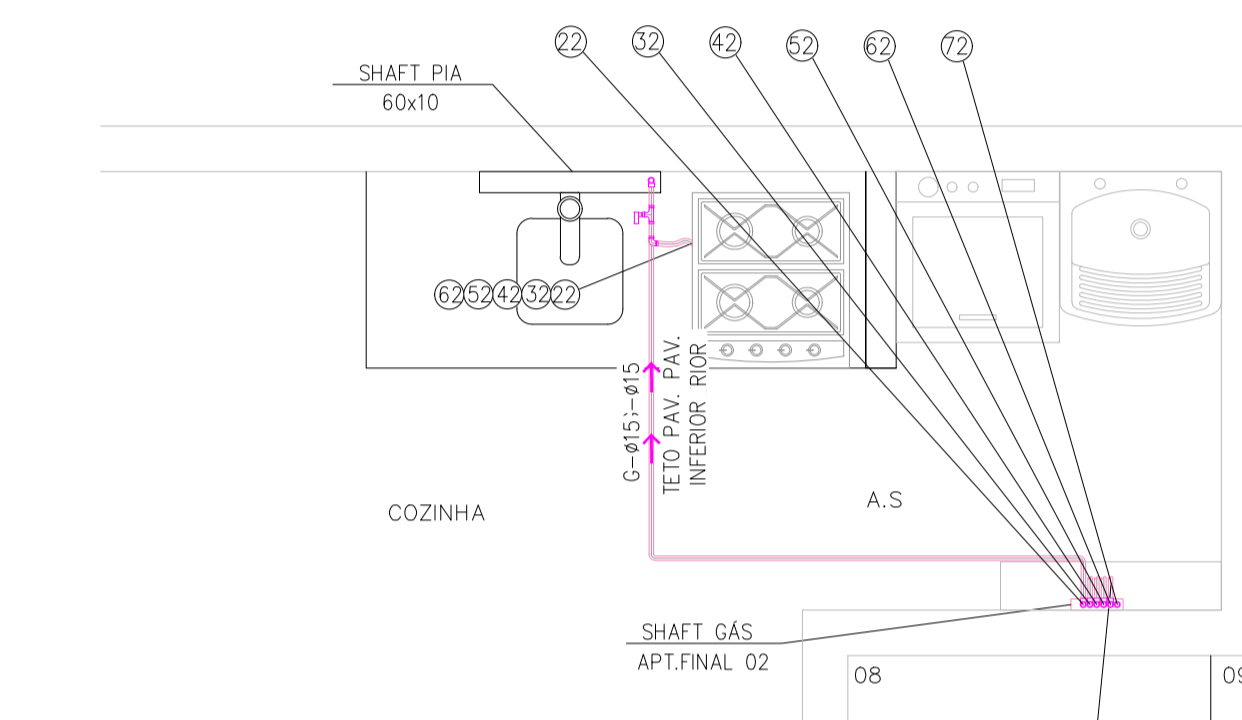 22 32 42 52 62 72
SHAFT PIA
60x10
62 52 42 32 22
G-ø15
-ø15
TETO PAV. PAV.
INFERIOR RIOR
COZINHA
A.S
SHAFT GÁS
APT.FINAL 02
08